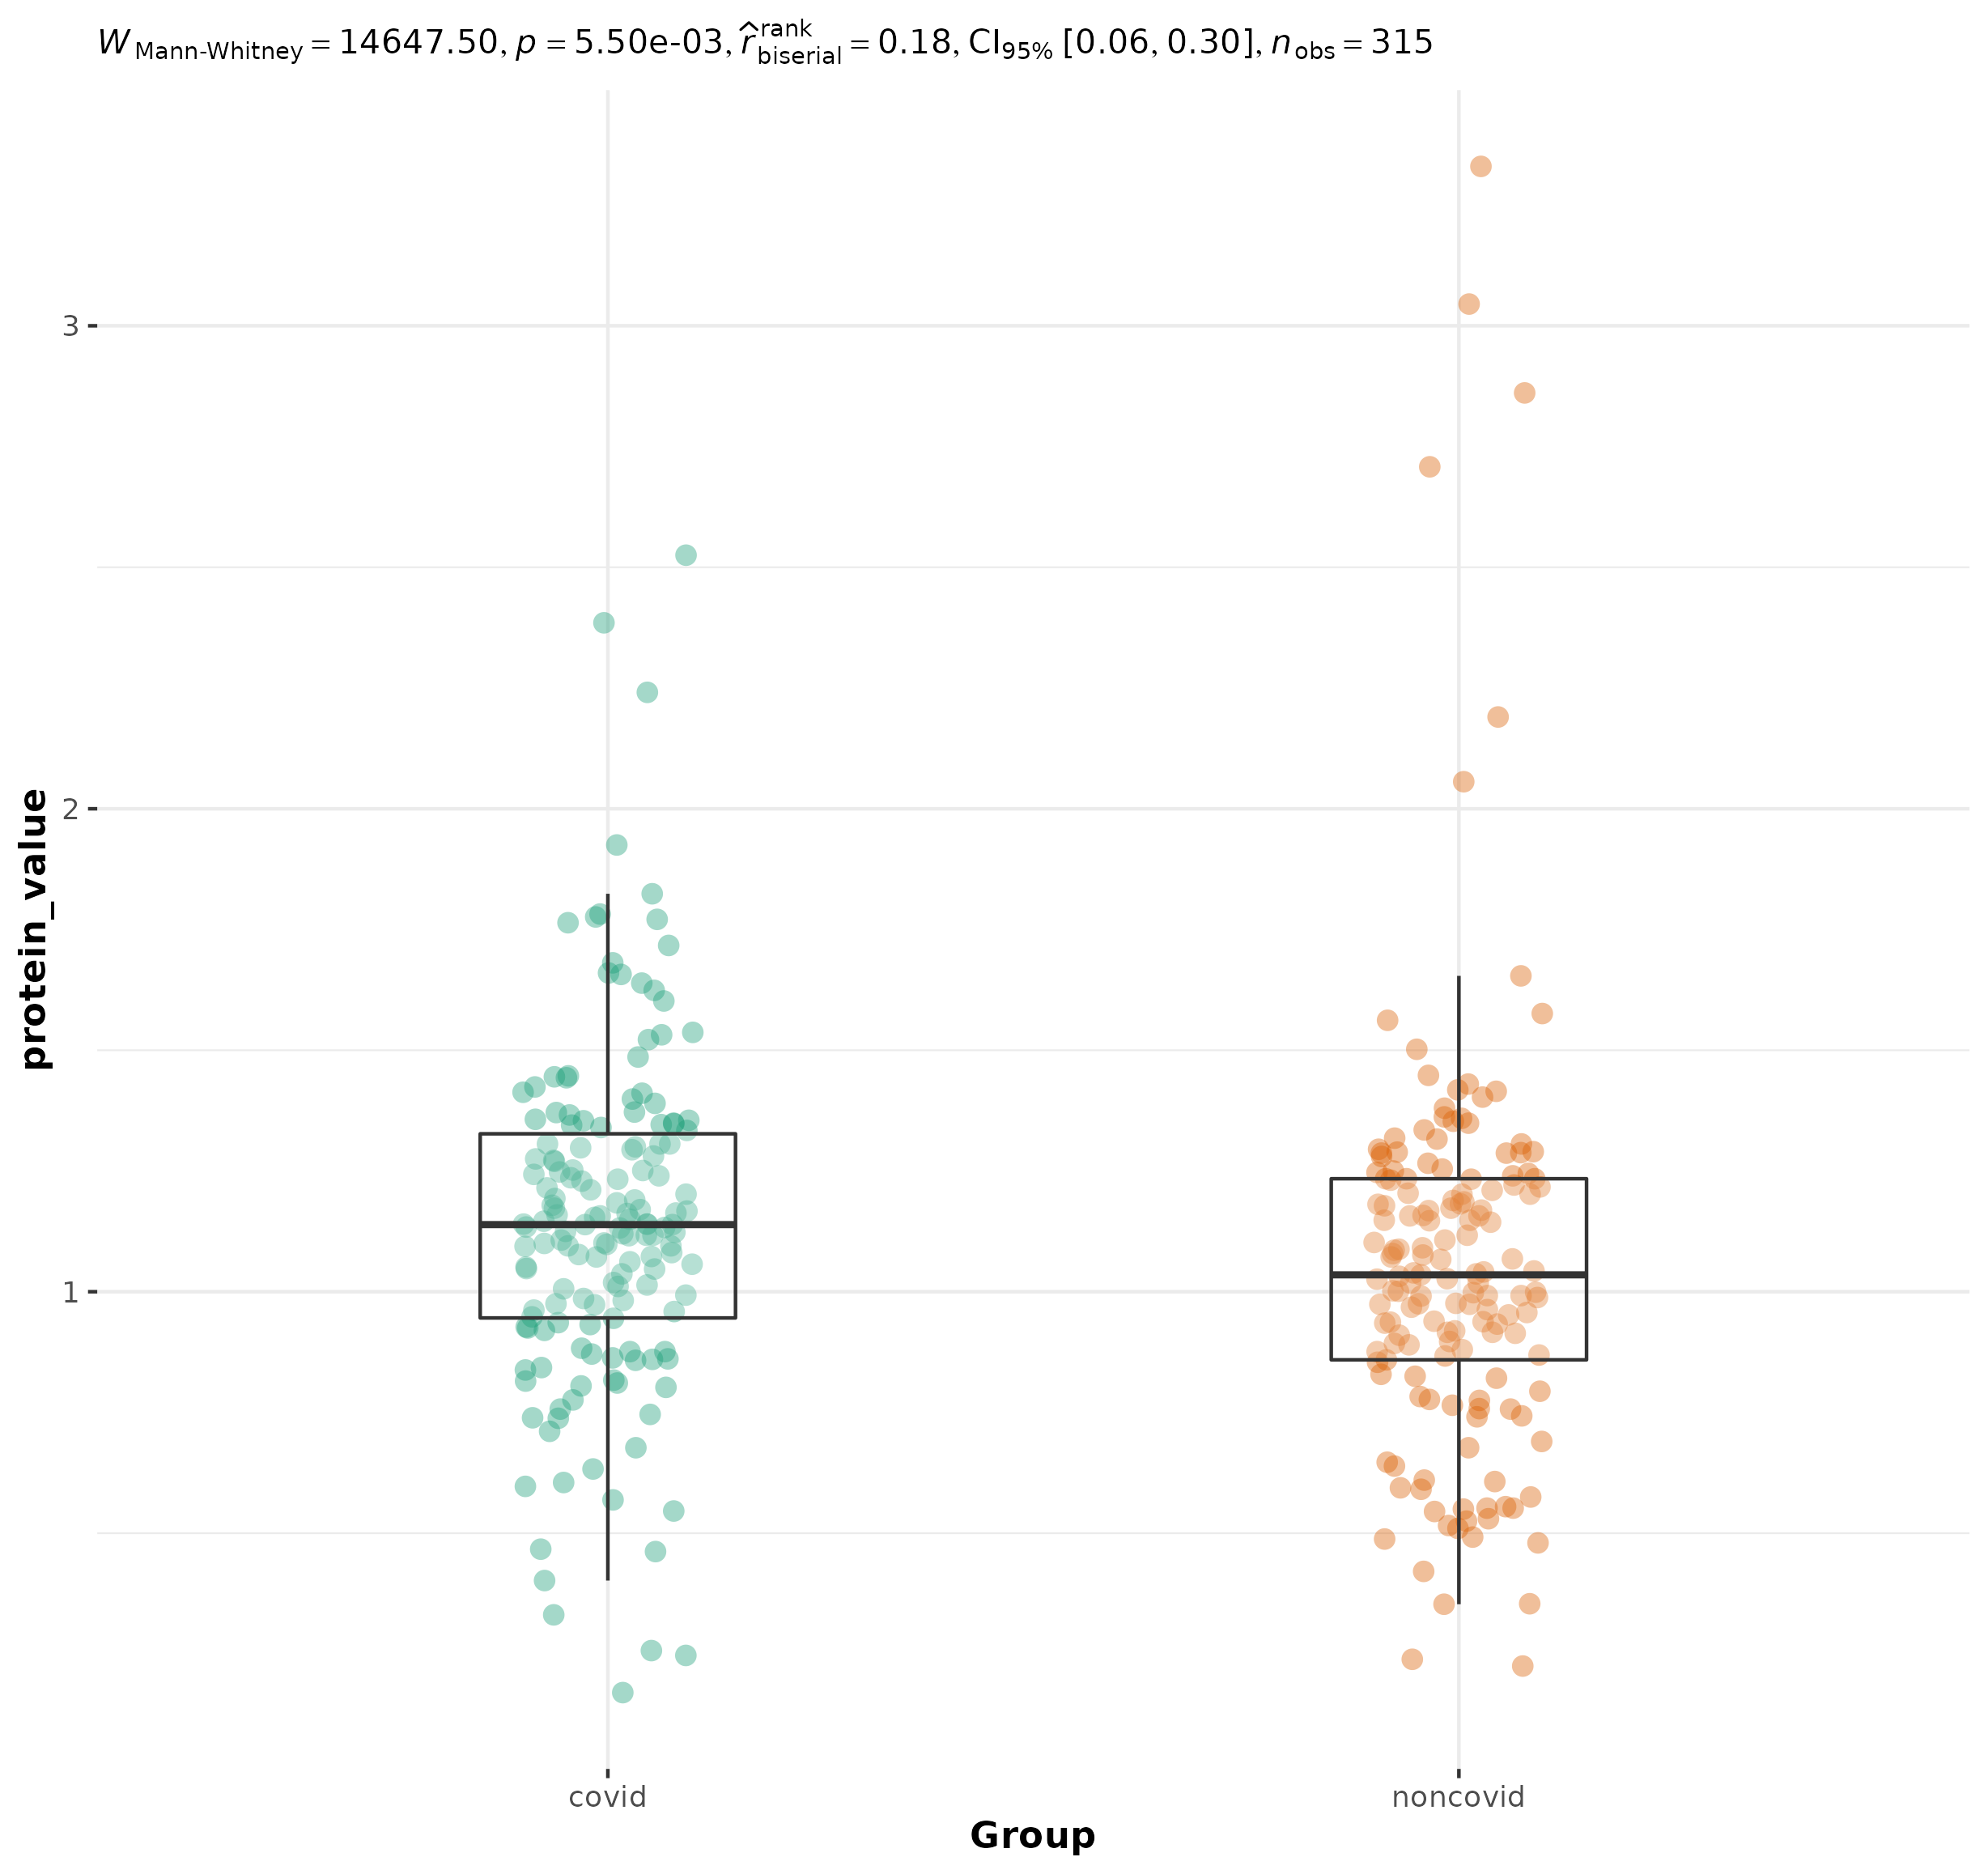 W Mann-Whitney = 14647.50, p = 5.50e-03, r̂ rank biserial = 0.18, CI95% [0.06, 0.30], nobs = 315
3
2
1
protein_value
covid noncovid
Group